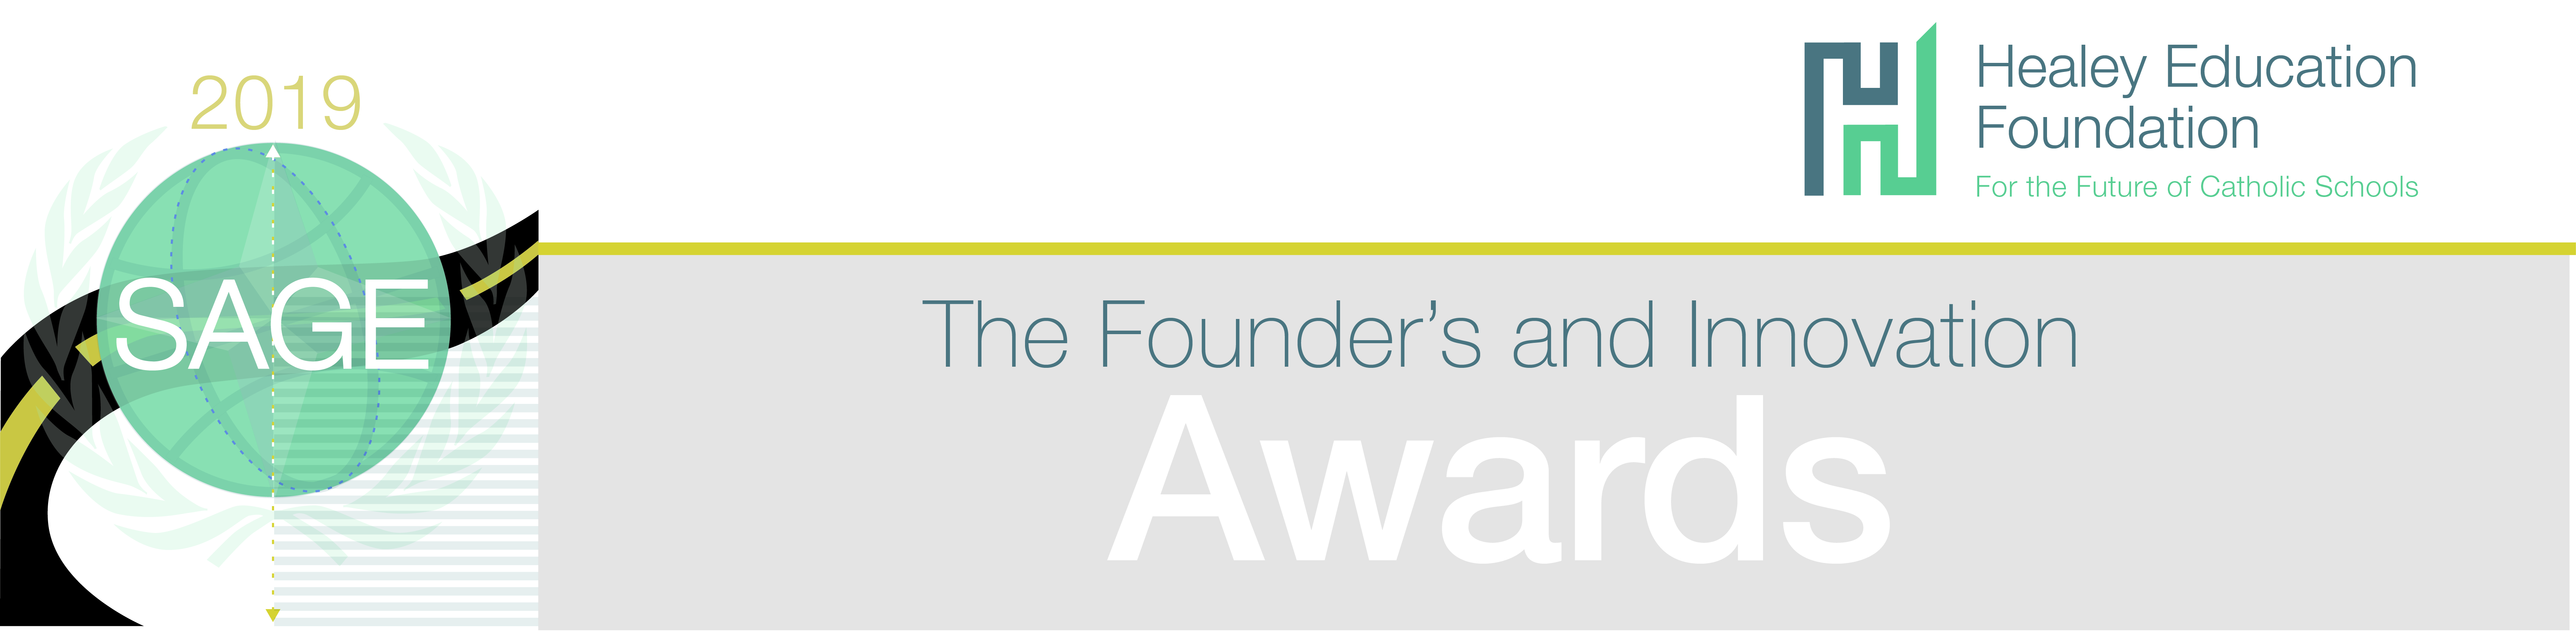 2019
SAGE
Healey Education
Foundation
For the Future of Catholic Schools
The Founder’s and Innovation
Awards